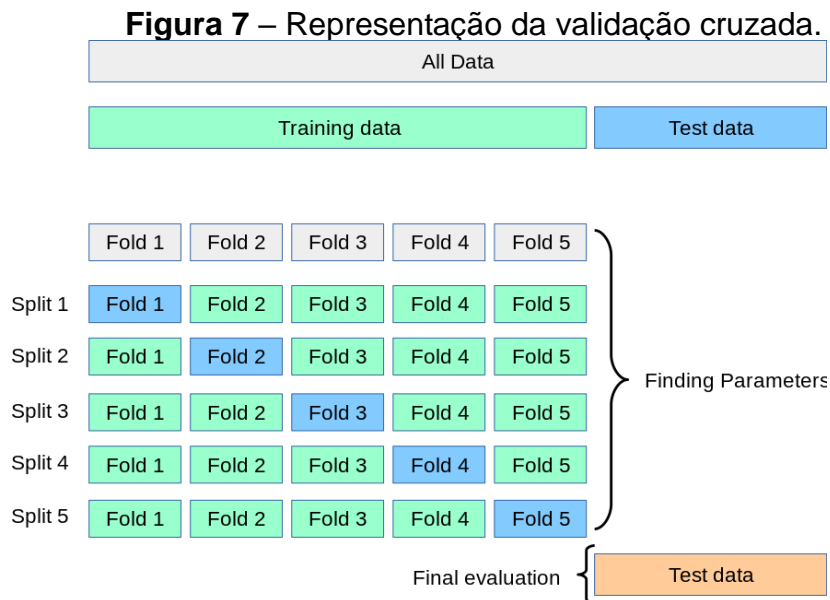 Figura 7 – Representação da validação cruzada.
All Data
Training data Test data
Fold 1 Fold 2 Fold 3 Fold 4 Fold 5
Split 1 Fold 1 Fold 2 Fold 3 Fold 4 Fold 5
Split 2 Fold 1 Fold 2 Fold 3 Fold 4 Fold 5
Finding Parameters
Split 3 Fold 1 Fold 2 Fold 3 Fold 4 Fold 5
Split 4 Fold 1 Fold 2 Fold 3 Fold 4 Fold 5
Split 5 Fold 1 Fold 2 Fold 3 Fold 4 Fold 5
Final evaluation Test data